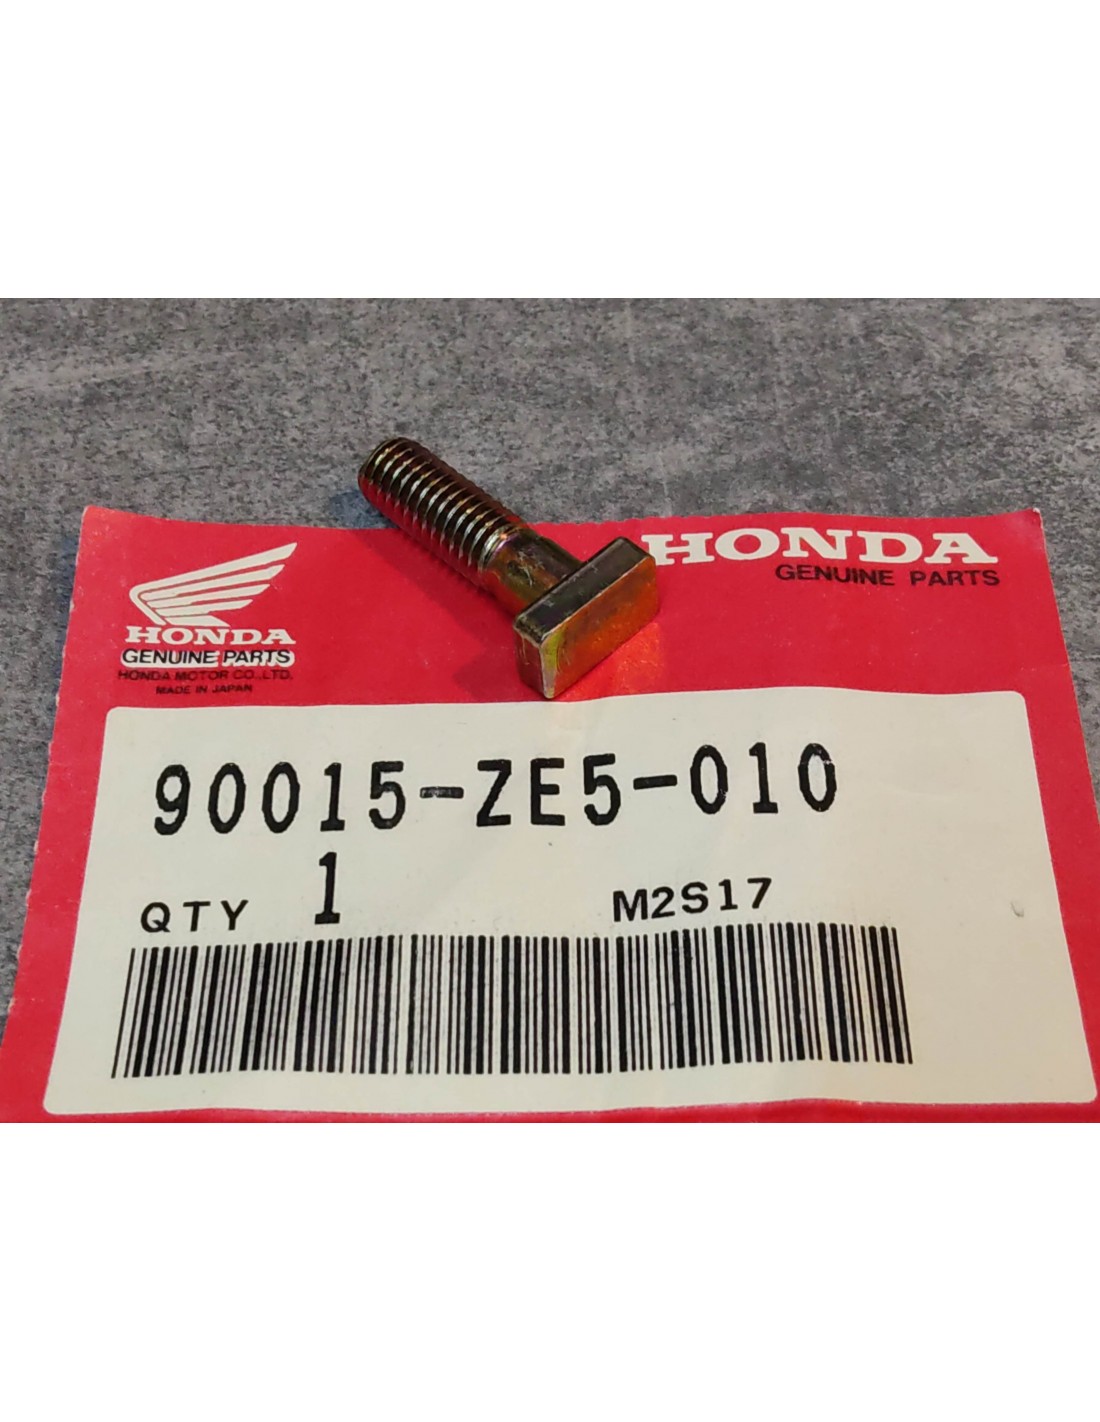 HONDA
GENUINE PARTS
HONDA
GENUINE PARTS
HONDA MOTOR CO.,LTD.
MADE IN JAPAN
90015-ZE5-010
QTY 1 M2S17